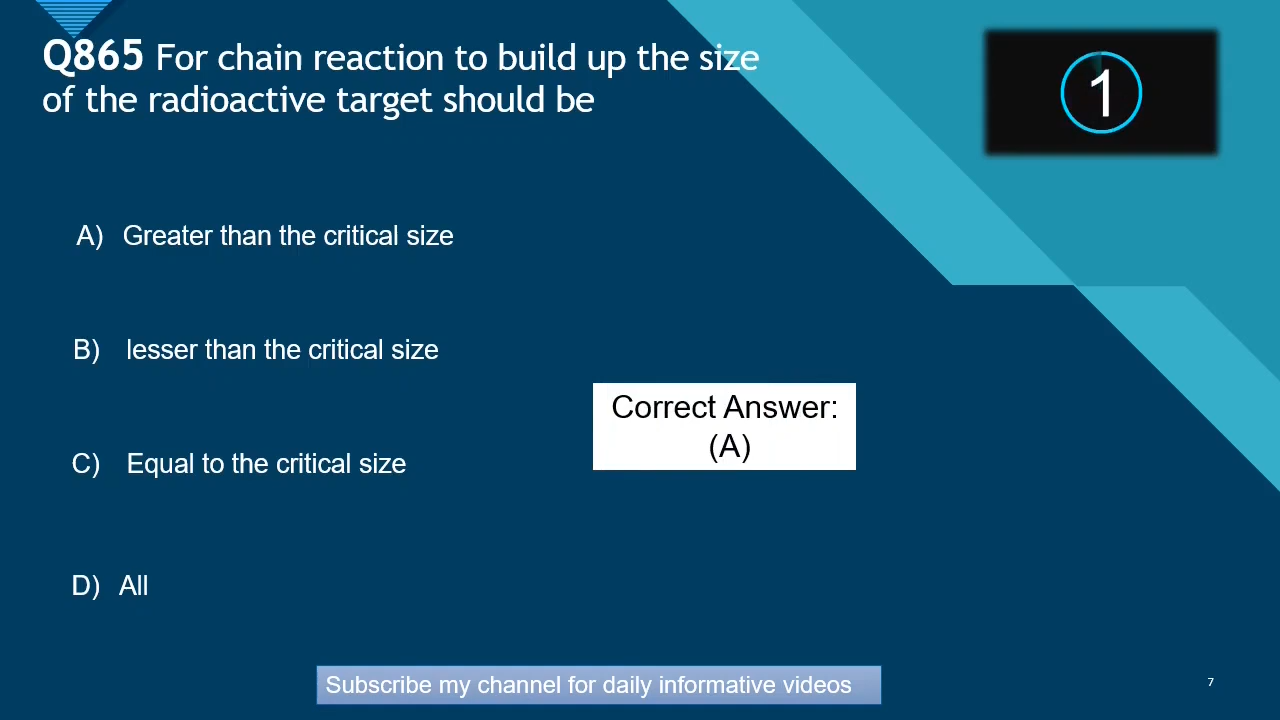 Q865 For chain reaction to build up the size
of the radioactive target should be
1
A) Greater than the critical size
B) lesser than the critical size
Correct Answer:
(A)
C) Equal to the critical size
D) All
Subscribe my channel for daily informative videos
7